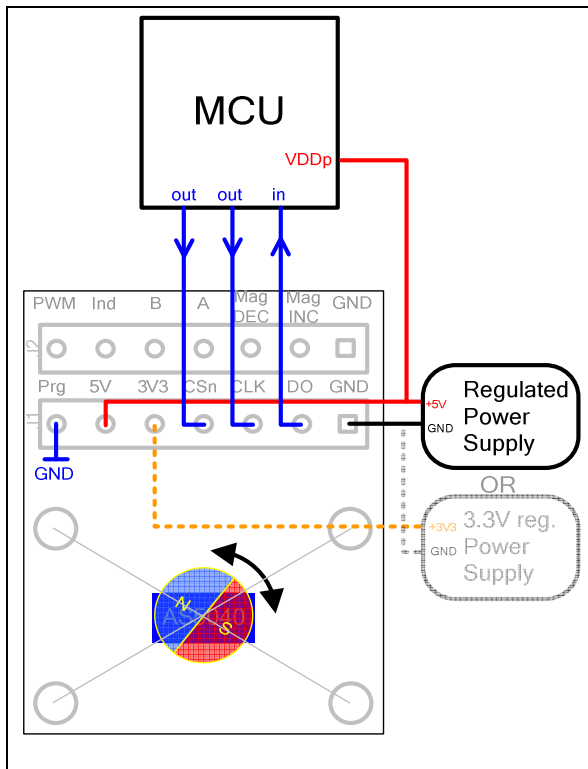 MCU
VDDp
out out in
PWM Ind B A Mag DEC Mag INC GND
J2
Prg 5V 3V3 CSn CLK DO GND
J1
GND
+5V
GND
Regulated
Power
Supply
OR
+3V3
GND
3.3V reg.
Power
Supply
AS5040
N
S